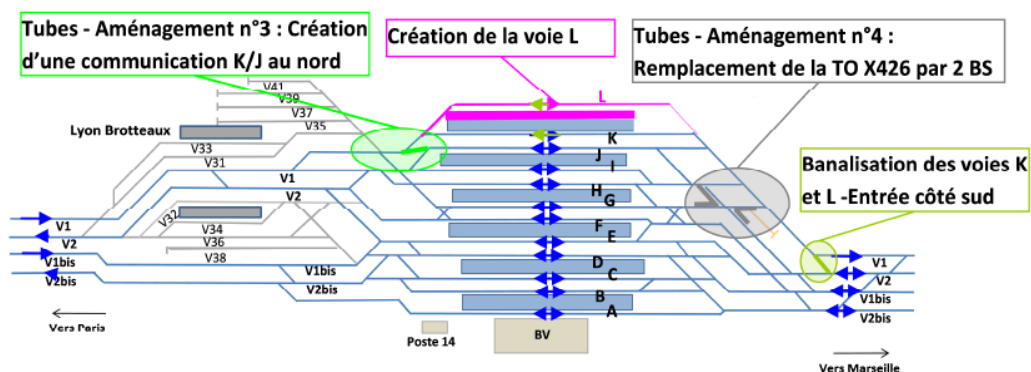 Tubes - Aménagement n°3 : Création
d'une communication K/J au nord
Création de la voie L
Tubes - Aménagement n°4 :
Remplacement de la TO X426 par 2 BS
Banalisation des voies K
et L -Entrée côté sud
V41
V39
V37
V35
Lyon Brotteaux
V33
V31
V1
V2
V32
V34
V36
V38
V1
V2
V1bis
V2bis
V1bis
V2bis
L
K
J
I
H
G
F
E
D
C
B
A
V1
V2
V1bis
V2bis
Vers Paris
Poste 14
BV
Vers Marseille